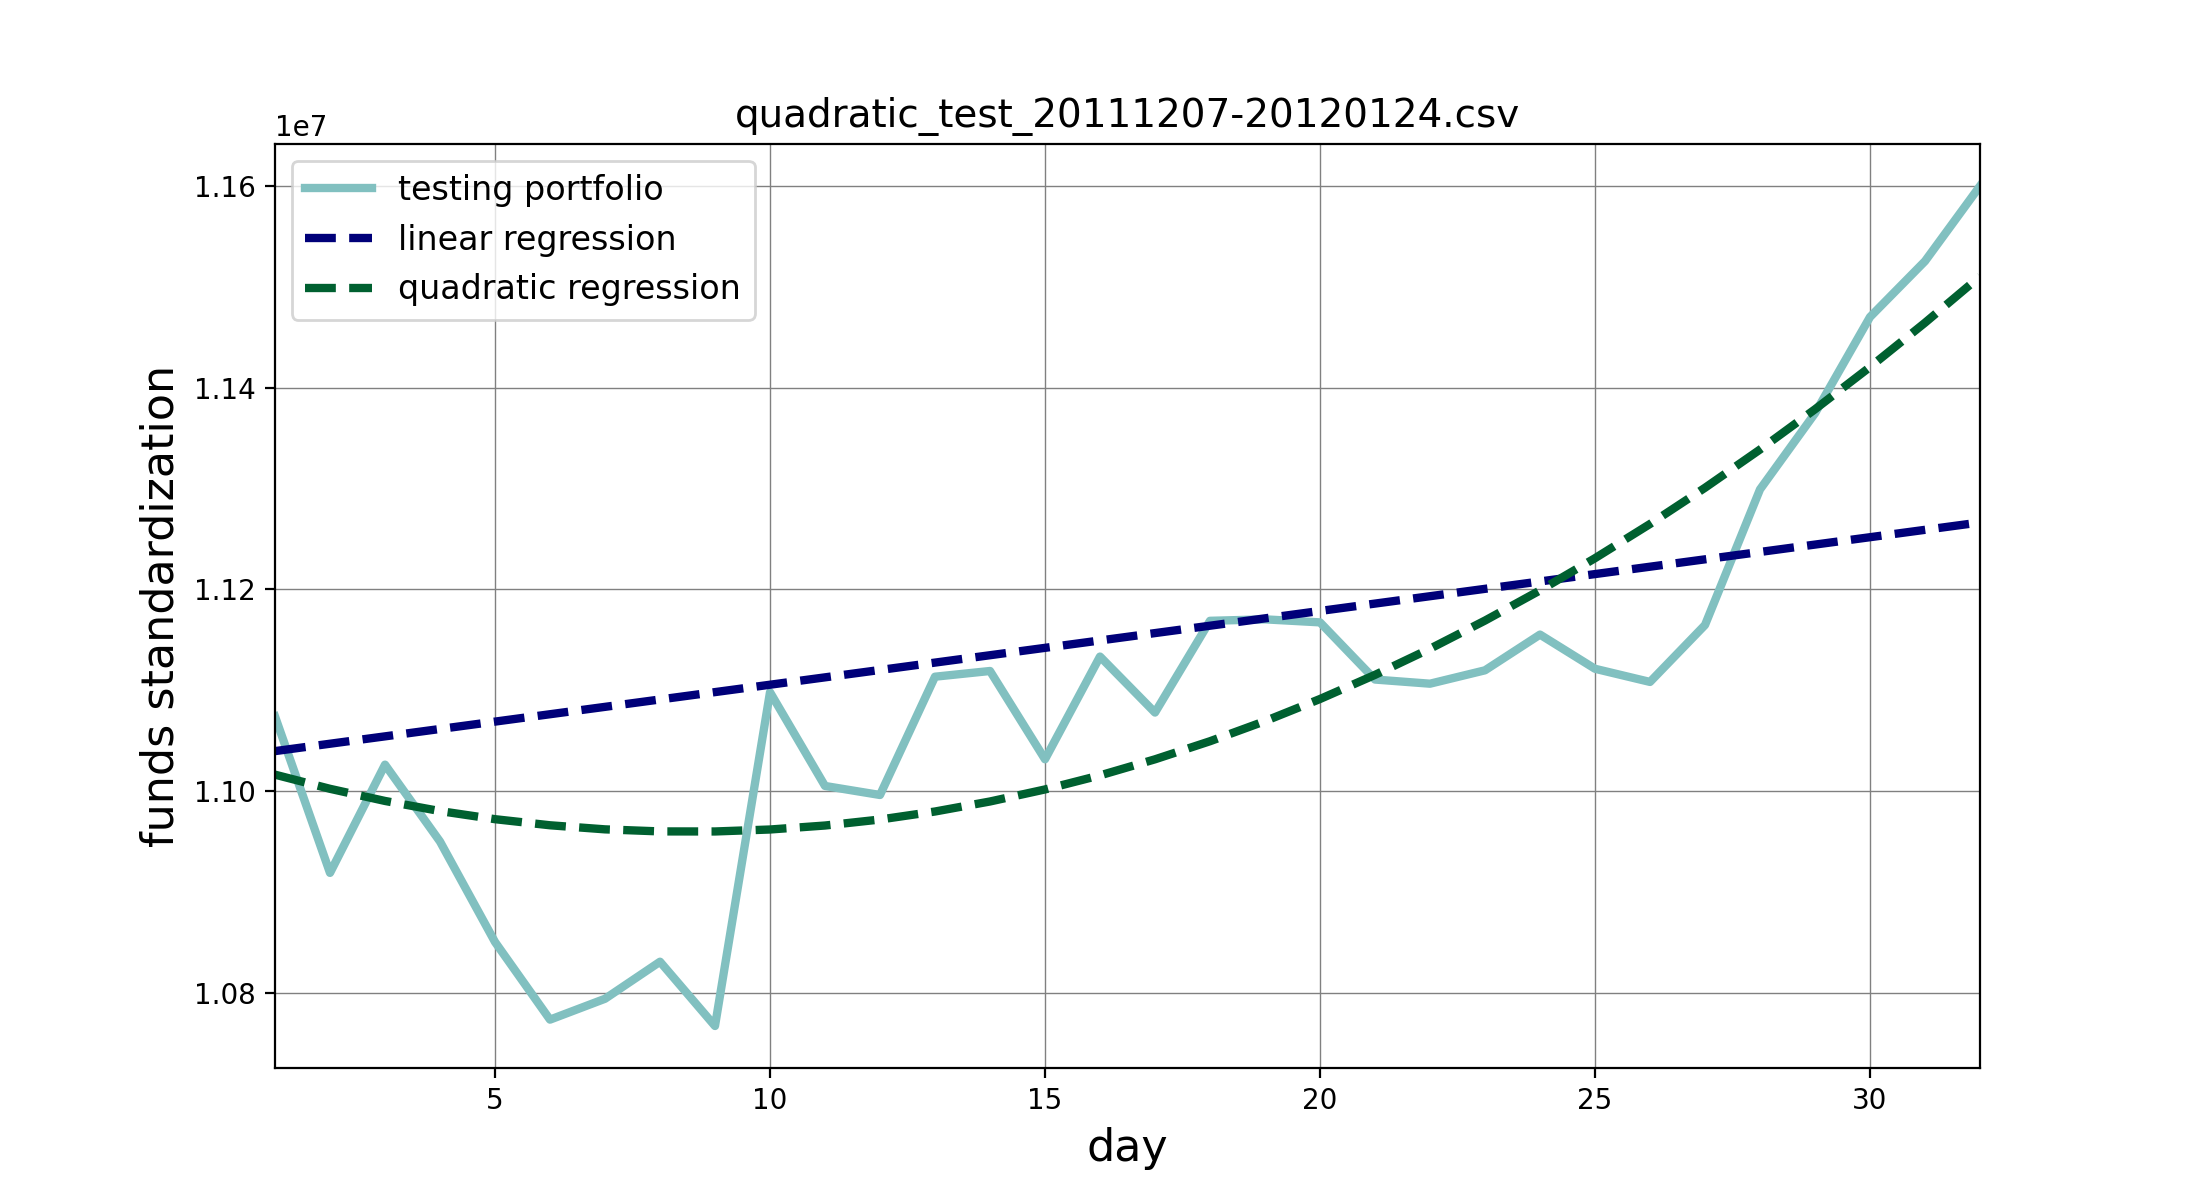 quadratic_test_20111207-20120124.csv
1e7
testing portfolio
linear regression
quadratic regression
1.16
1.14
1.12
1.10
1.08
funds standardization
5 10 15 20 25 30
day